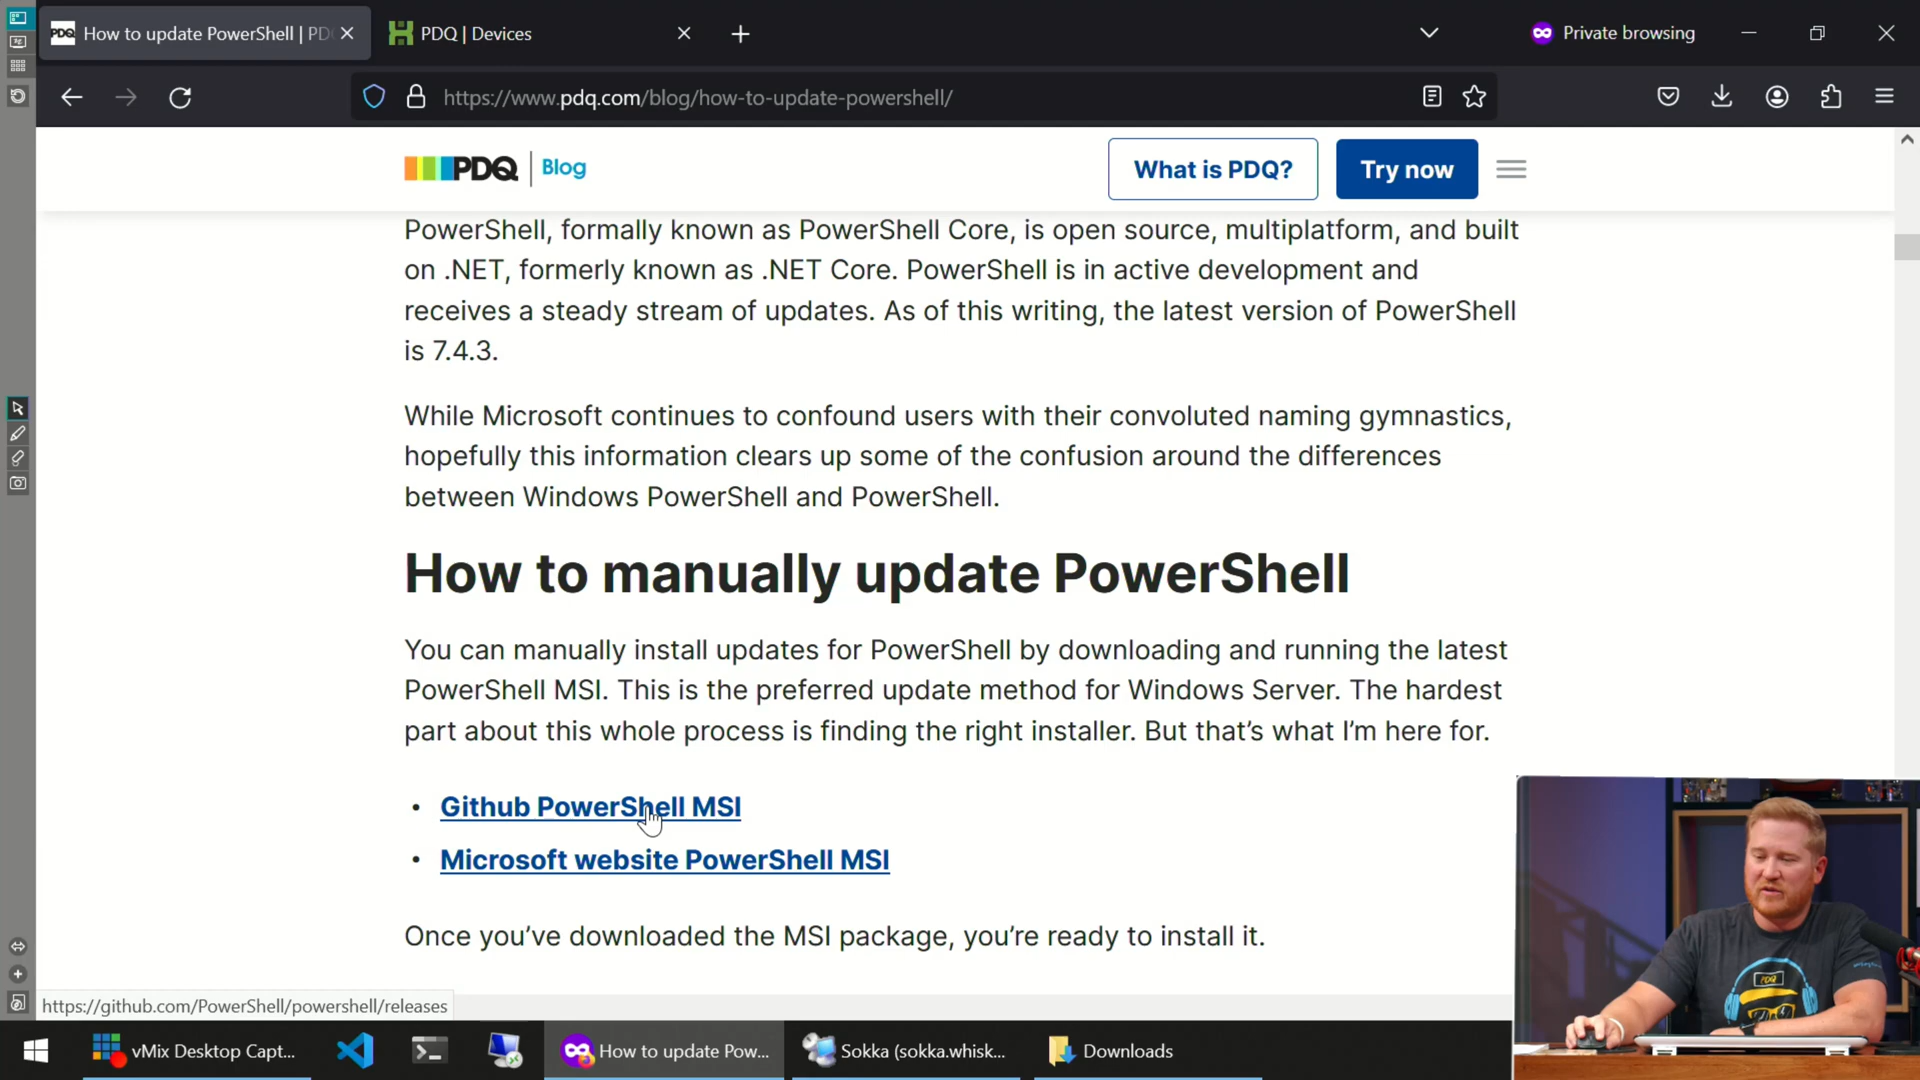 How to update PowerShell | PD
PDQ | Devices
Private browsing
https://www.pdq.com/blog/how-to-update-powershell/
PDQ | Blog
What is PDQ?
Try now
PowerShell, formally known as PowerShell Core, is open source, multiplatform, and built
on .NET, formerly known as .NET Core. PowerShell is in active development and
receives a steady stream of updates. As of this writing, the latest version of PowerShell
is 7.4.3.
While Microsoft continues to confound users with their convoluted naming gymnastics,
hopefully this information clears up some of the confusion around the differences
between Windows PowerShell and PowerShell.
How to manually update PowerShell
You can manually install updates for PowerShell by downloading and running the latest
PowerShell MSI. This is the preferred update method for Windows Server. The hardest
part about this whole process is finding the right installer. But that’s what I’m here for.
• Github PowerShell MSI
• Microsoft website PowerShell MSI
Once you’ve downloaded the MSI package, you’re ready to install it.
https://github.com/PowerShell/powershell/releases
PDQ
vMix Desktop Capt...
How to update Pow...
Sokka (sokka.whisk...
Downloads